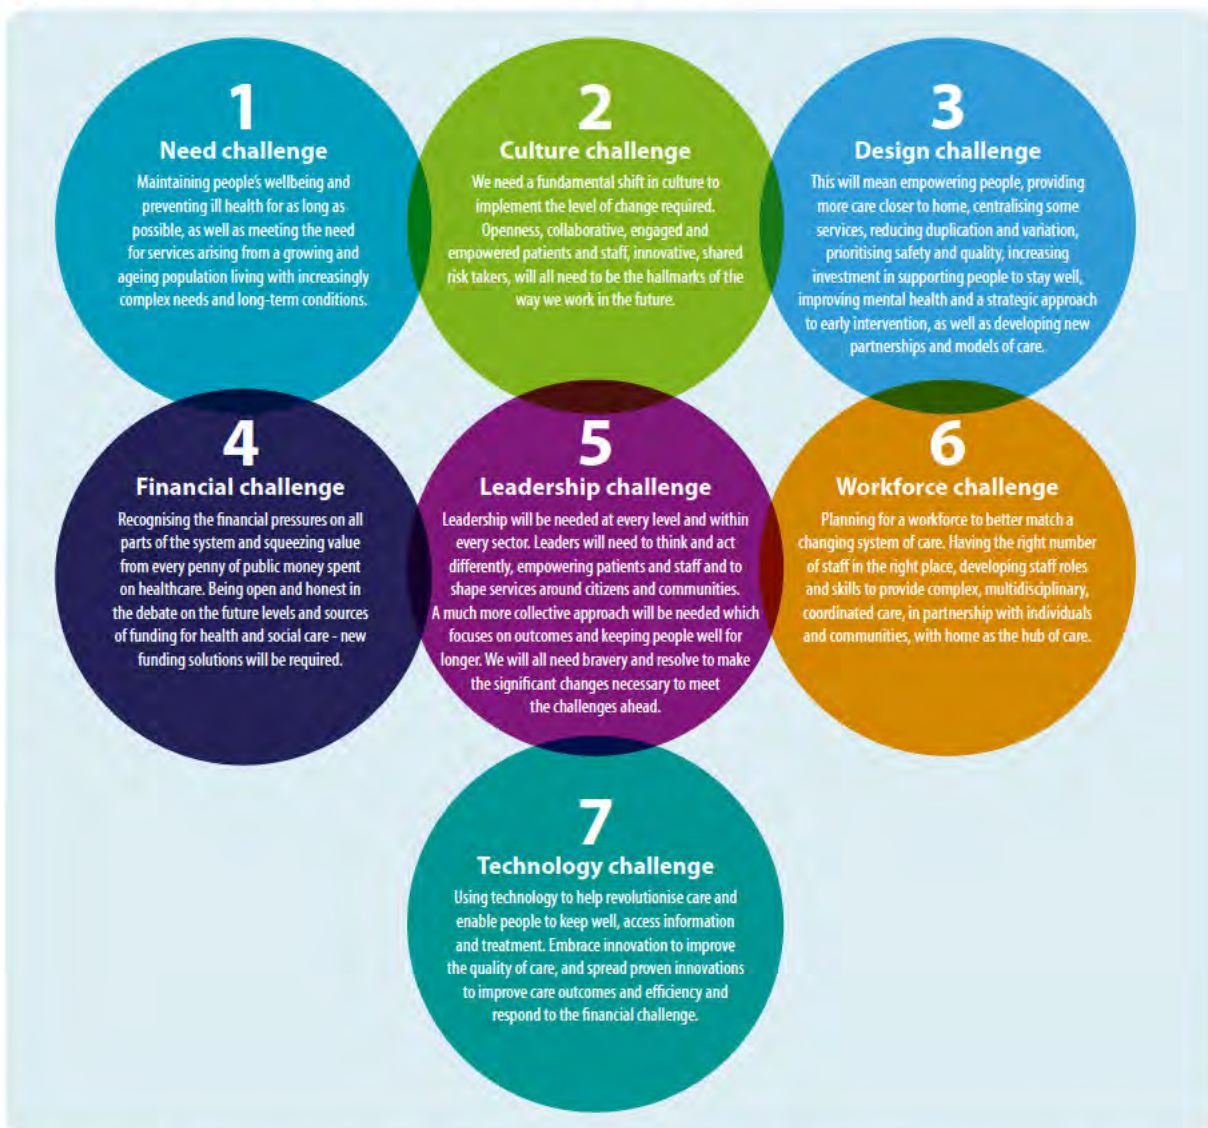 1
Need challenge
Maintaining people's wellbeing and
preventing ill health for as long as
possible, as well as meeting the need
for services arising from a growing and
ageing population living with increasingly
complex needs and long-term conditions.
2
Culture challenge
We need a fundamental shift in culture to
implement the level of change required.
Openness, collaborative, engaged and
empowered patients and staff, innovative, shared
risk takers, will all need to be the hallmarks of the
way we work in the future.
3
Design challenge
This will mean empowering people, providing
more care closer to home, centralising some
services, reducing duplication and variation,
prioritising safety and quality, increasing
investment in supporting people to stay well,
improving mental health and a strategic approach
to early intervention, as well as developing new
partnerships and models of care.
4
Financial challenge
Recognising the financial pressures on all
parts of the system and squeezing value
from every penny of public money spent
on healthcare. Being open and honest in
the debate on the future levels and sources
of funding for health and social care - new
funding solutions will be required.
5
Leadership challenge
Leadership will be needed at every level and within
every sector. Leaders will need to think and act
differently, empowering patients and staff and to
shape services around citizens and communities.
A much more collective approach will be needed which
focuses on outcomes and keeping people well for
longer. We will all need bravery and resolve to make
the significant changes necessary to meet
the challenges ahead.
6
Workforce challenge
Planning for a workforce to better match a
changing system of care. Having the right number
of staff in the right place, developing staff roles
and skills to provide complex, multidisciplinary,
coordinated care, in partnership with individuals
and communities, with home as the hub of care.
7
Technology challenge
Using technology to help revolutionise care and
enable people to keep well, access information
and treatment. Embrace innovation to improve
the quality of care, and spread proven innovations
to improve care outcomes and efficiency and
respond to the financial challenge.